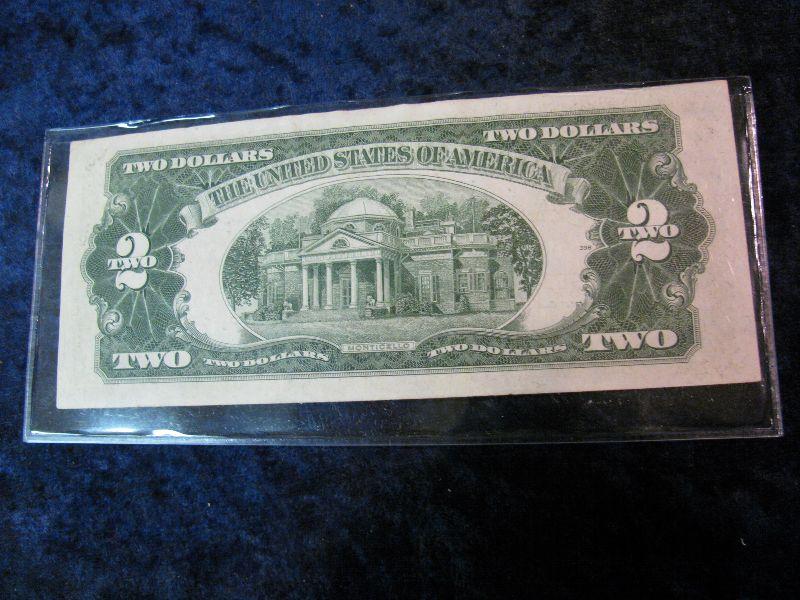 TWO DOLLARS
TWO DOLLARS
THE UNITED STATES OF AMERICA
2
TWO
2
TWO
398
TWO
TWO DOLLARS
MONTICELLO
TWO DOLLARS
TWO